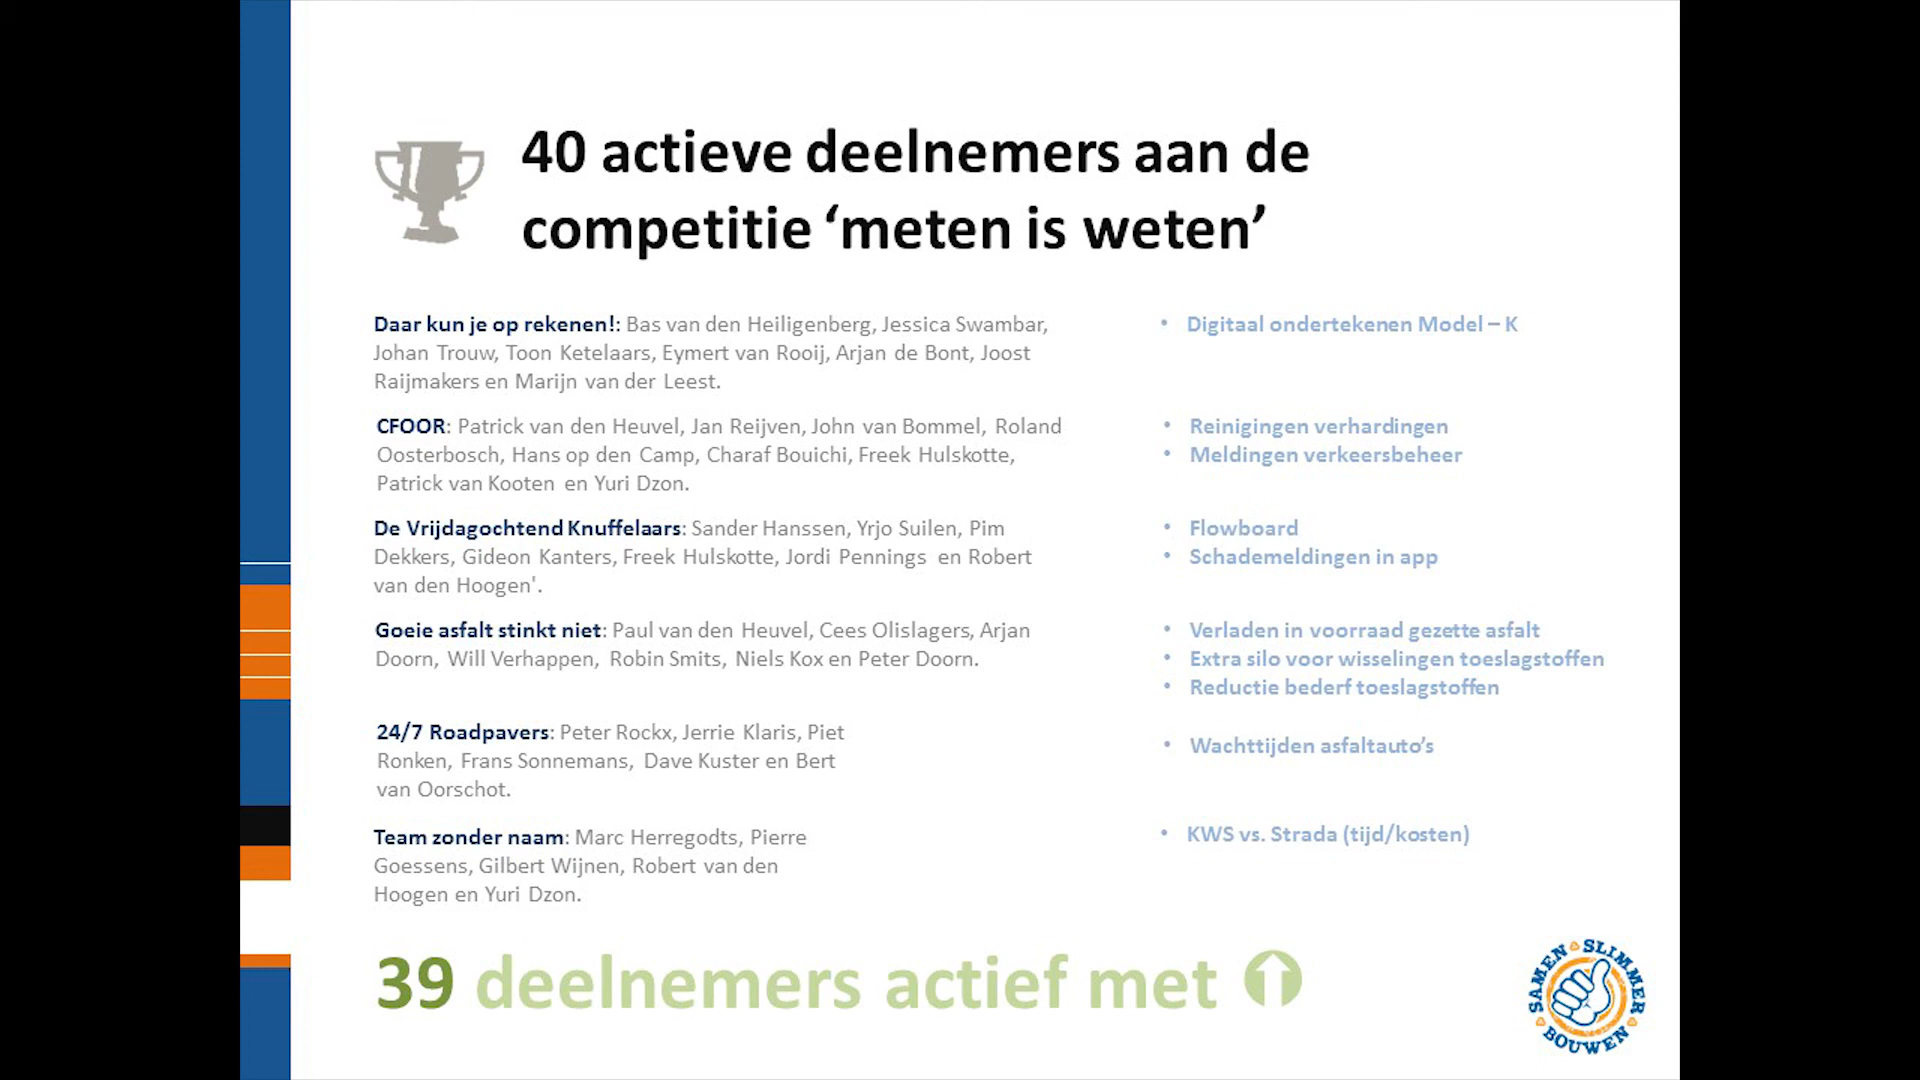 40 actieve deelnemers aan de
competitie ‘meten is weten’
Daar kun je op rekenen!: Bas van den Heiligenberg, Jessica Swambar,
Johan Trouw, Toon Ketelaars, Eymert van Rooij, Arjan de Bont, Joost
Raijmakers en Marijn van der Leest.
• Digitaal ondertekenen Model – K
CFOOR: Patrick van den Heuvel, Jan Reijven, John van Bommel, Roland
Oosterbosch, Hans op den Camp, Charaf Bouichi, Freek Hulskotte,
Patrick van Kooten en Yuri Dzon.
• Reinigingen verhardingen
• Meldingen verkeersbeheer
De Vrijdagochtend Knuffelaars: Sander Hanssen, Yrjo Suilen, Pim
Dekkers, Gideon Kanters, Freek Hulskotte, Jordi Pennings en Robert
van den Hoogen'.
• Flowboard
• Schademeldingen in app
Goeie asfalt stinkt niet: Paul van den Heuvel, Cees Olislagers, Arjan
Doorn, Will Verhappen, Robin Smits, Niels Kox en Peter Doorn.
• Verladen in voorraad gezette asfalt
• Extra silo voor wisselingen toeslagstoffen
• Reductie bederf toeslagstoffen
24/7 Roadpavers: Peter Rockx, Jerrie Klaris, Piet
Ronken, Frans Sonnemans, Dave Kuster en Bert
van Oorschot.
• Wachttijden asfaltauto’s
Team zonder naam: Marc Herregodts, Pierre
Goessens, Gilbert Wijnen, Robert van den
Hoogen en Yuri Dzon.
• KWS vs. Strada (tijd/kosten)
39 deelnemers actief met
SAMEN SLIMMER
BOUWEN